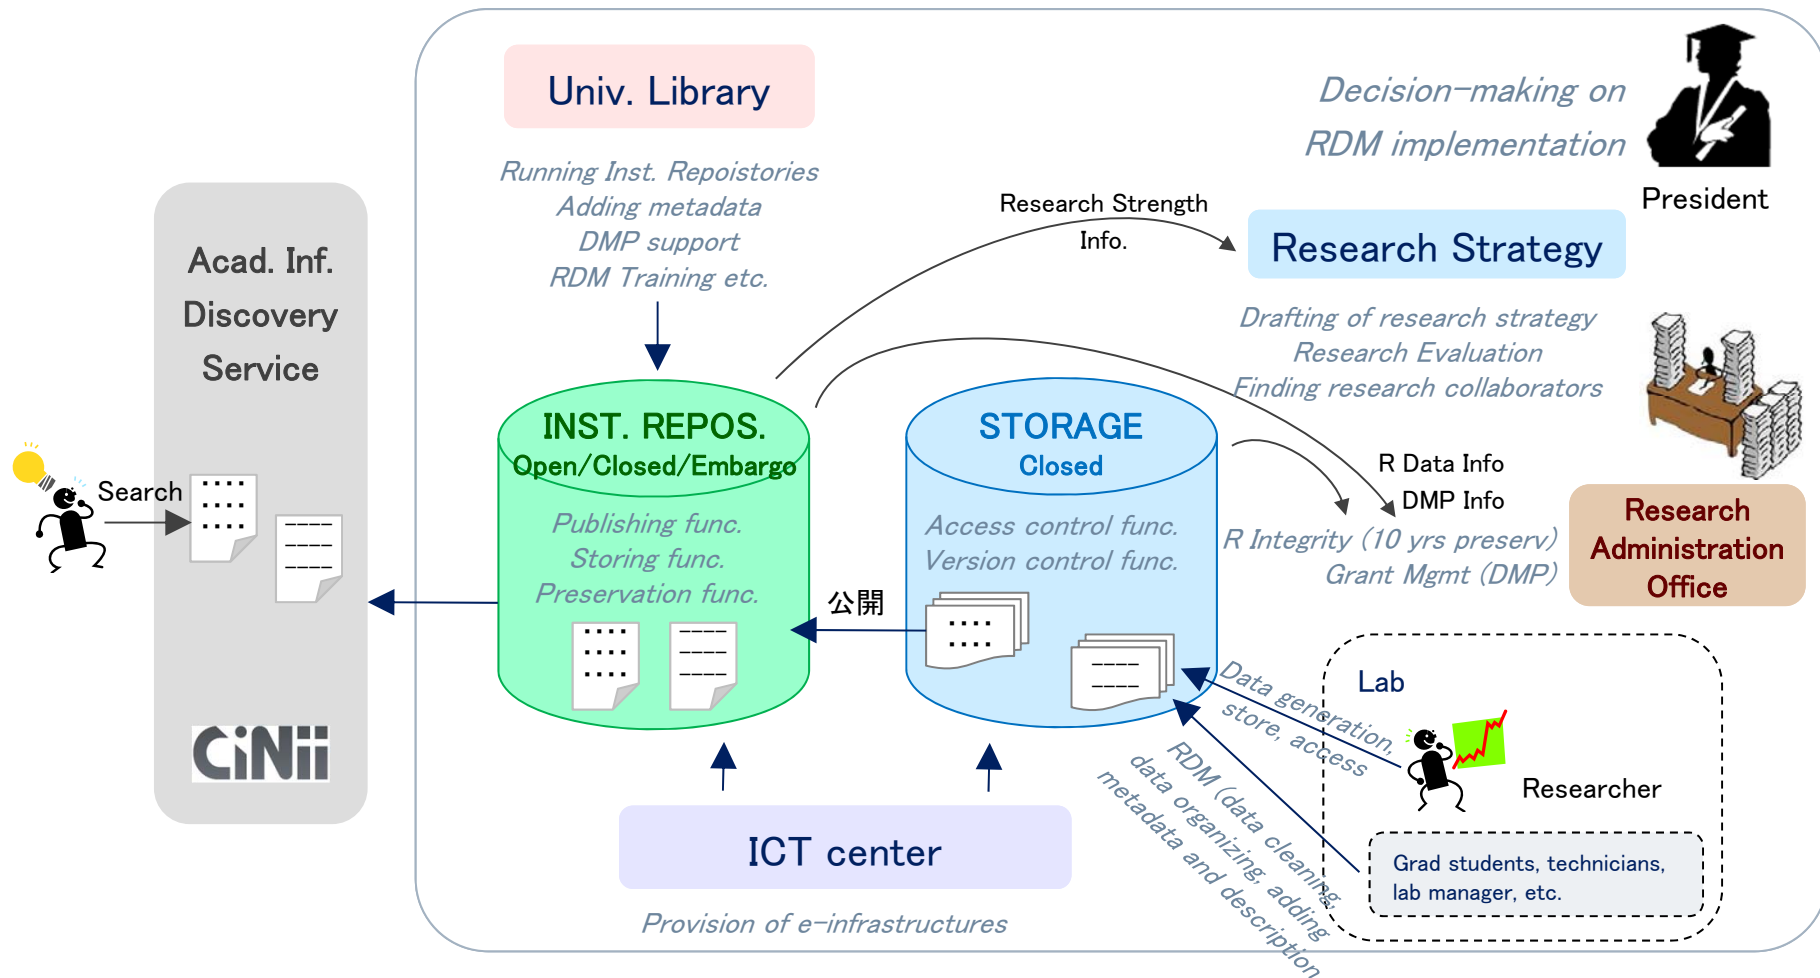 Univ. Library
Running Inst. Repoistories
Adding metadata
DMP support
RDM Training etc.
Decision-making on
RDM implementation
President
Research Strength
Info.
Research Strategy
Drafting of research strategy
Research Evaluation
Finding research collaborators
Acad. Inf.
Discovery
Service
Search
CiNii
INST. REPOS.
Open/Closed/Embargo
Publishing func.
Storing func.
Preservation func.
公開
STORAGE
Closed
Access control func.
Version control func.
R Data Info
DMP Info
R Integrity (10 yrs preserv)
Grant Mgmt (DMP)
Research
Administration
Office
Data generation,
store, access
RDM (data cleaning,
data organizing, adding
metadata and description
Lab
Researcher
Grad students, technicians,
lab manager, etc.
ICT center
Provision of e-infrastructures